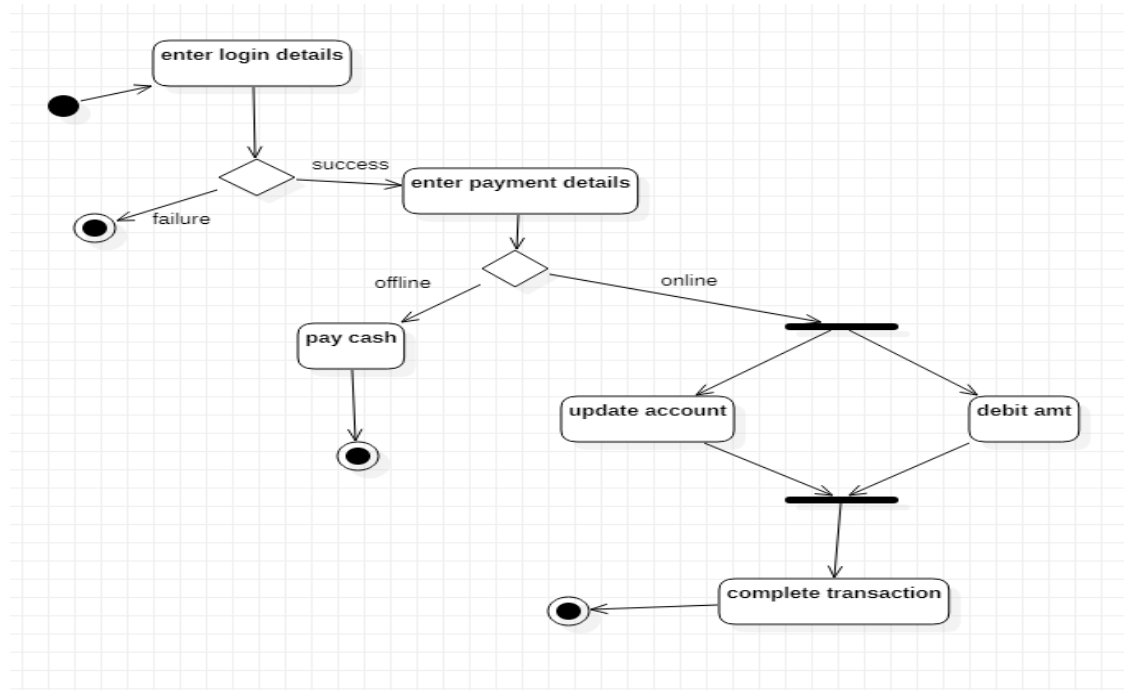 enter login details
success
enter payment details
failure
offline
online
pay cash
update account
debit amt
complete transaction